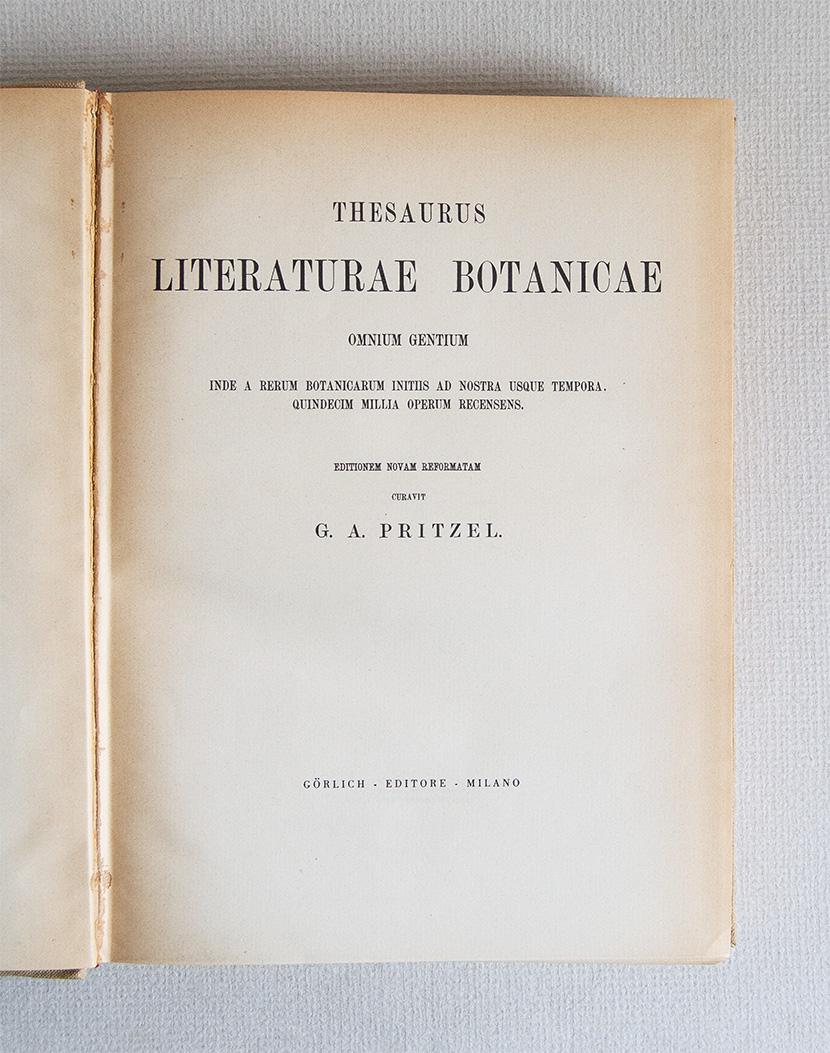 THESAURUS
LITERATURAE BOTANICAE
OMNIUM GENTIUM
INDE A RERUM BOTANICARUM INITIIS AD NOSTRA USQUE TEMPORA.
QUINDECIM MILLIA OPERUM RECENSENS.
EDITIONEM NOVAM REFORMATAM
CURAVIT
G. A. PRITZEL.
GÖRLICH - EDITORE - MILANO